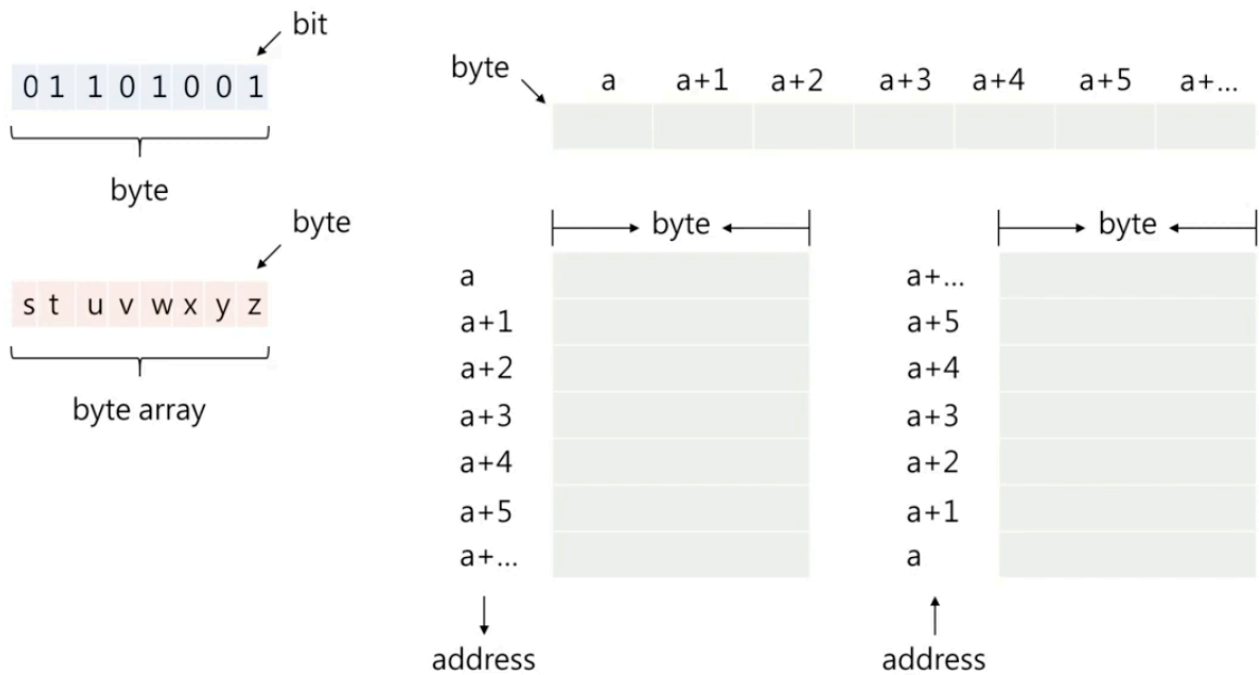 bit
0 1 1 0 1 0 0 1
byte
byte
s t u v w x y z
byte array
byte
a a+1 a+2 a+3 a+4 a+5 a+...
byte
a
a+1
a+2
a+3
a+4
a+5
a+...
address
byte
a+...
a+5
a+4
a+3
a+2
a+1
a
address